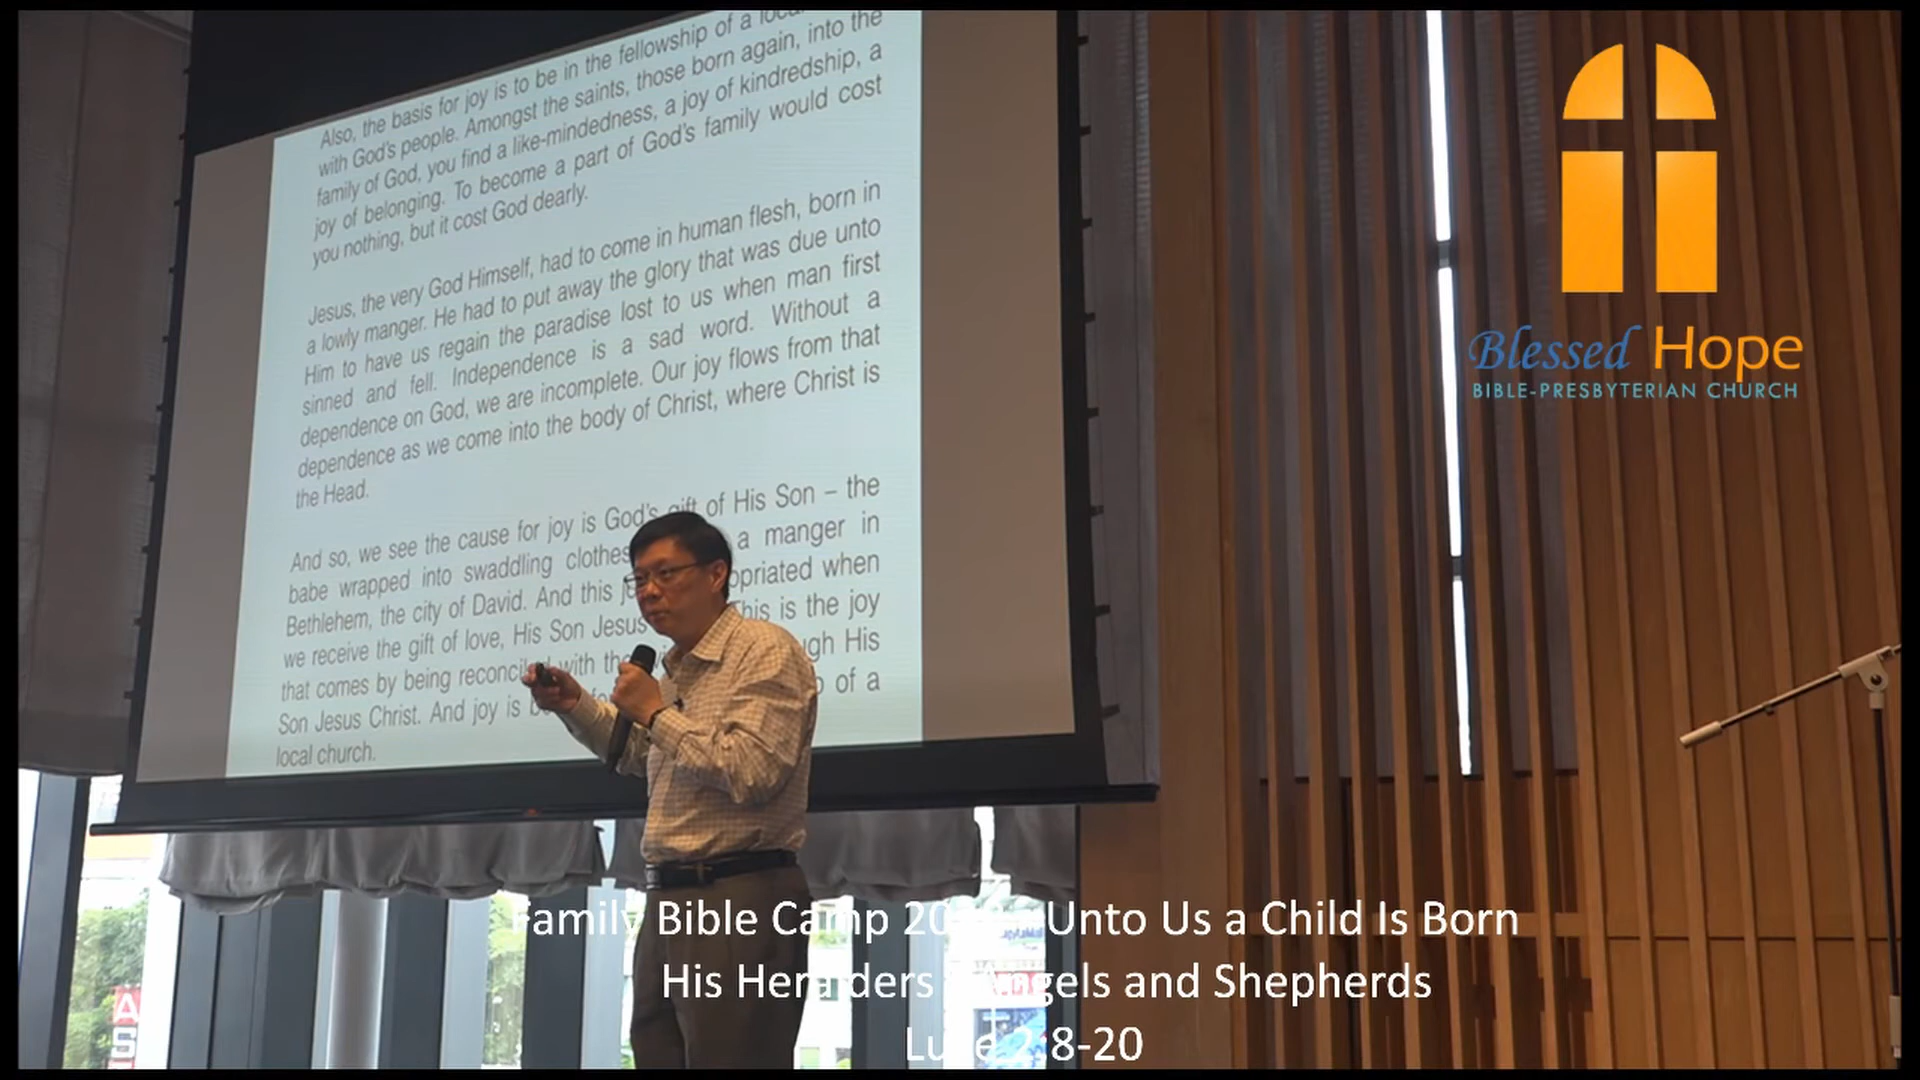 Also, the basis for joy is to be in the fellowship of a local
with God's people. Amongst the saints, those born again, into the
family of God, you find a like-mindedness, a joy of kindredship, a
joy of belonging. To become a part of God's family would cost
you nothing, but it cost God dearly.
Jesus, the very God Himself, had to come in human flesh, born in
a lowly manger. He had to put away the glory that was due unto
Him to have us regain the paradise lost to us when man first
sinned and fell. Independence is a sad word. Without a
dependence on God, we are incomplete. Our joy flows from that
dependence as we come into the body of Christ, where Christ is
the Head.
And so, we see the cause for joy is God's gift of His Son – the
babe wrapped into swaddling clothes a manger in
Bethlehem, the city of David. And this when
we receive the gift of love, His Son Jesus This is the joy
that comes by being reconciled with His
Son Jesus Christ. And joy is of a
local church.
Blessed Hope
BIBLE-PRESBYTERIAN CHURCH
Family Bible Camp Unto Us a Child Is Born
His Heralders Angels and Shepherds
Luke 2:8-20